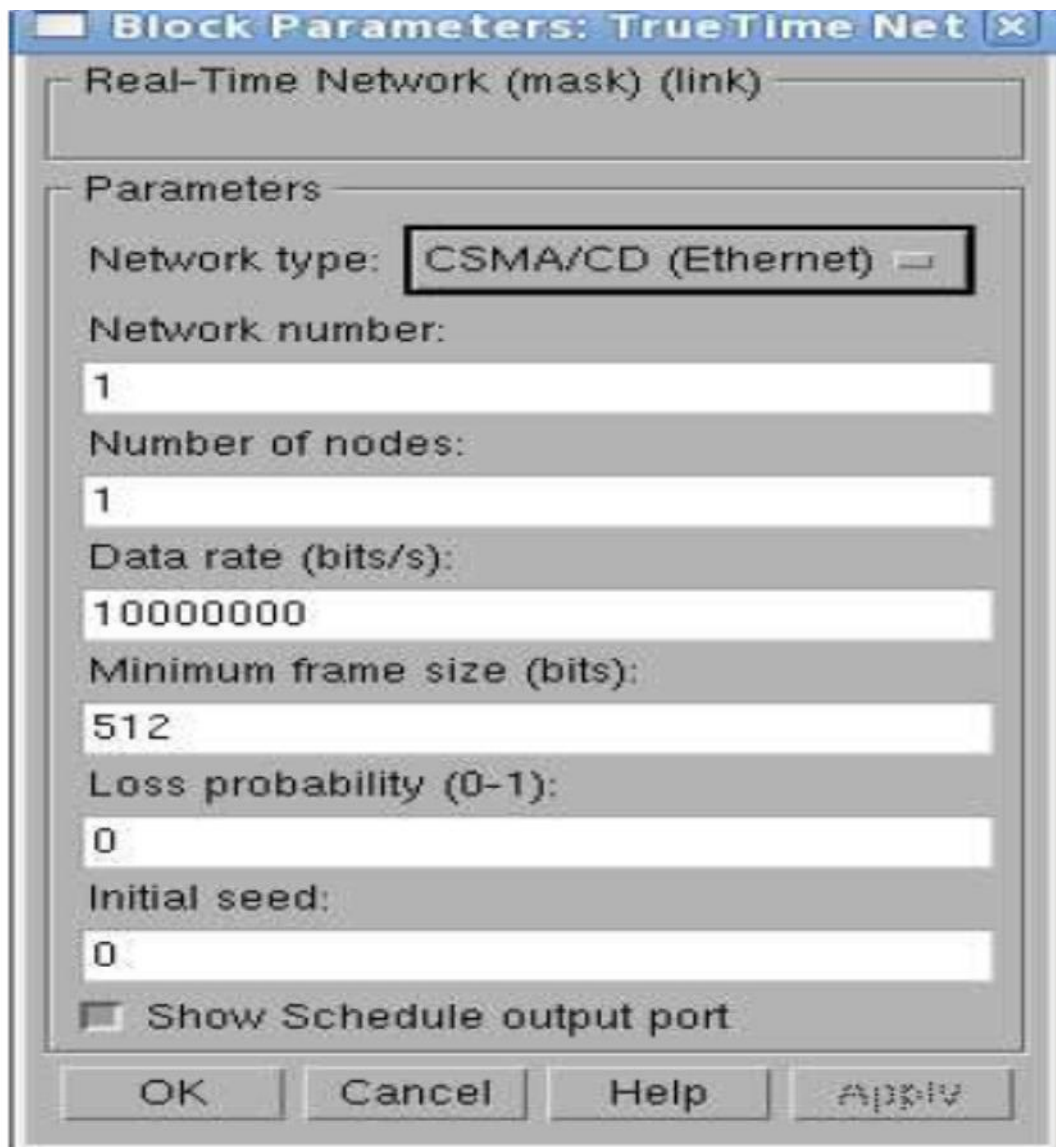 Block Parameters: TrueTime Net
Real-Time Network (mask) (link)
Parameters
Network type: CSMA/CD (Ethernet)
Network number:
1
Number of nodes:
1
Data rate (bits/s):
10000000
Minimum frame size (bits):
512
Loss probability (0-1):
0
Initial seed:
0
Show Schedule output port
OK Cancel Help Apply